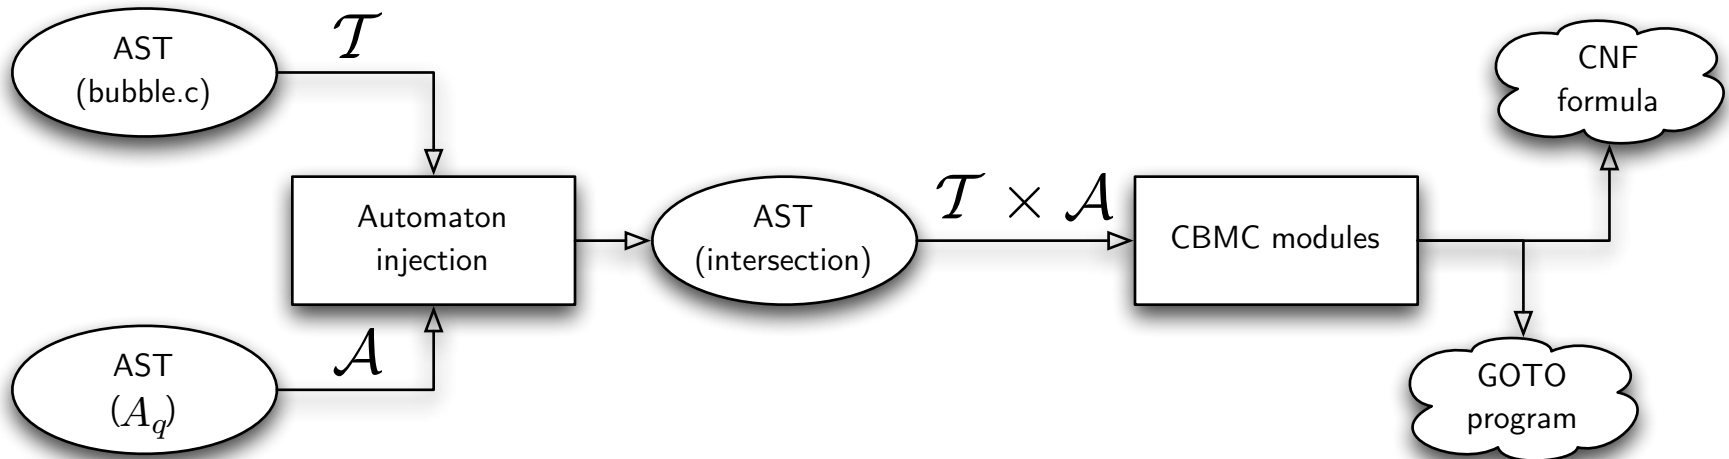 AST
(bubble.c)
𝒯
Automaton
injection
AST
(A_q)
𝒜
AST
(intersection)
𝒯 × 𝒜
CBMC modules
CNF
formula
GOTO
program